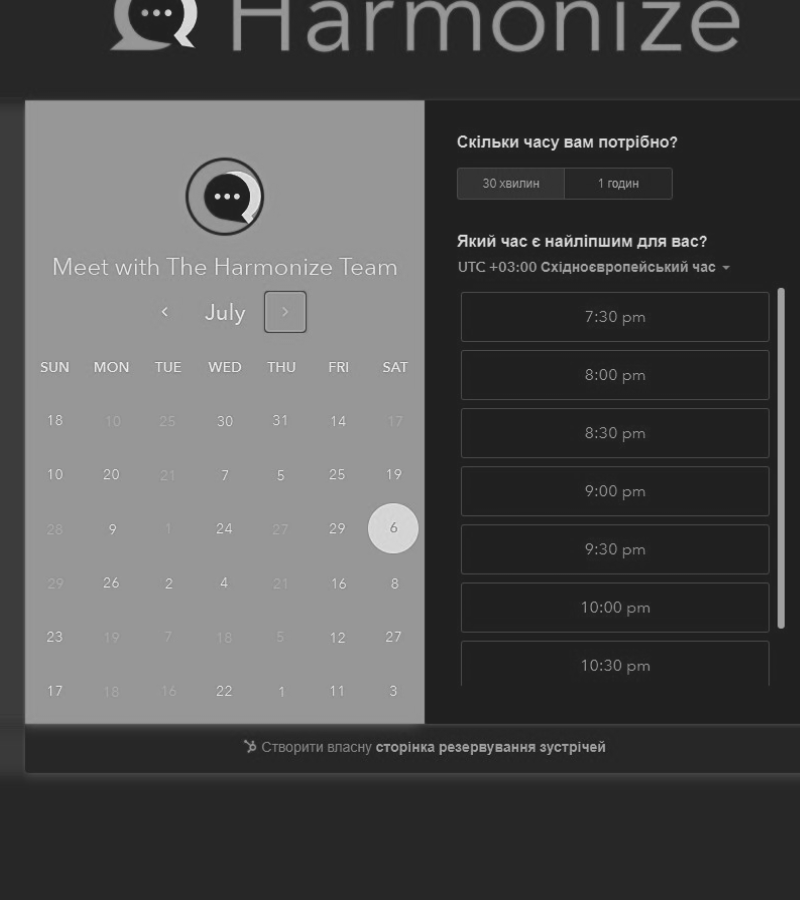 Harmonize
Meet with The Harmonize Team
July
SUN MON TUE WED THU FRI SAT
18 10 25 30 31 14 17
10 20 21 7 5 25 19
28 9 1 24 27 29 6
29 26 2 4 21 16 8
23 19 7 18 5 12 27
17 18 16 22 1 11 3
Скільки часу вам потрібно?
30 хвилин 1 годин
Який час є найліпшим для вас?
UTC +03:00 Східноєвропейський час
7:30 pm
8:00 pm
8:30 pm
9:00 pm
9:30 pm
10:00 pm
10:30 pm
Створити власну сторінка резервування зустрічей